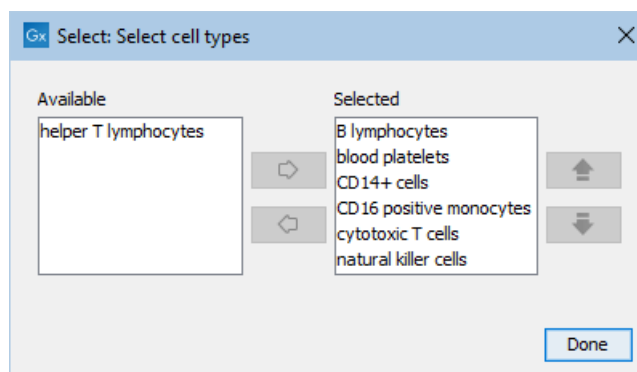 Gx Select: Select cell types
Available
helper T lymphocytes
Selected
B lymphocytes
blood platelets
CD14+ cells
CD16 positive monocytes
cytotoxic T cells
natural killer cells
Done